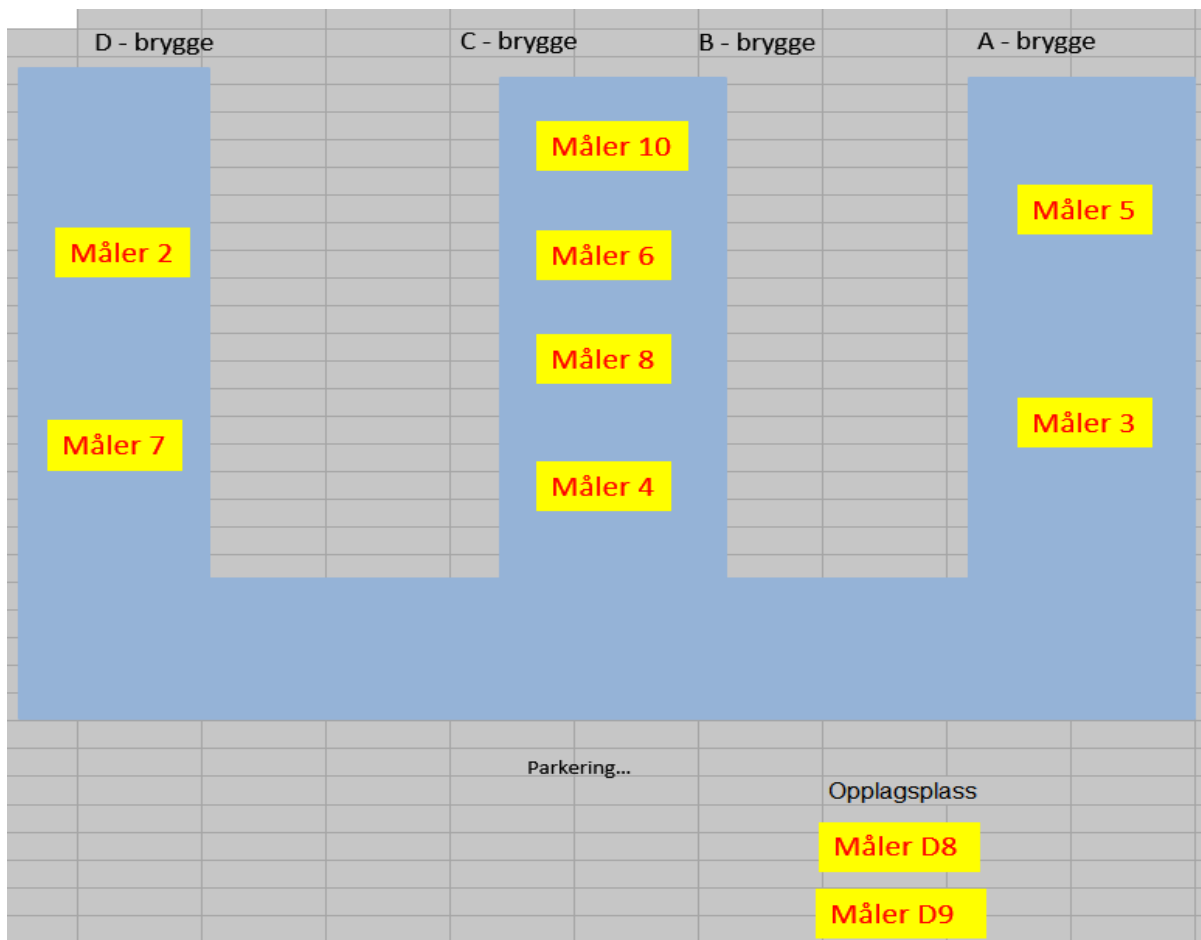 D - brygge
C - brygge
B - brygge
A - brygge
Måler 10
Måler 5
Måler 2
Måler 6
Måler 8
Måler 3
Måler 7
Måler 4
Parkering...
Opplagsplass
Måler D8
Måler D9